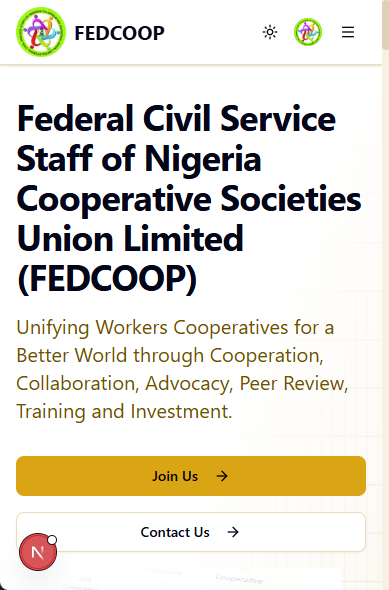 FEDCOOP
Federal Civil Service
Staff of Nigeria
Cooperative Societies
Union Limited
(FEDCOOP)
Unifying Workers Cooperatives for a
Better World through Cooperation,
Collaboration, Advocacy, Peer Review,
Training and Investment.
Join Us →
Contact Us →
N
Cooperative